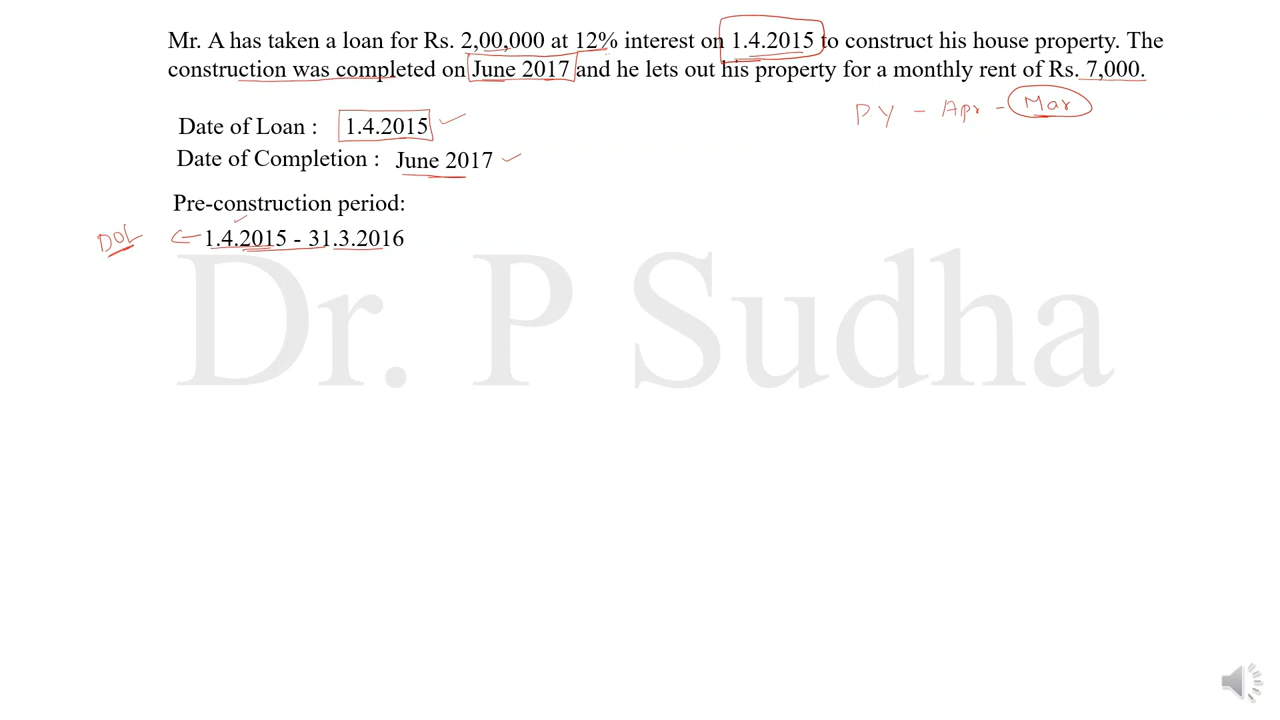 Mr. A has taken a loan for Rs. 2,00,000 at 12% interest on 1.4.2015 to construct his house property. The
construction was completed on June 2017 and he lets out his property for a monthly rent of Rs. 7,000.
PY - Apr - Mar
Date of Loan : 1.4.2015
Date of Completion : June 2017
Pre-construction period:
DOL ← 1.4.2015 - 31.3.2016
Dr. P Sudha